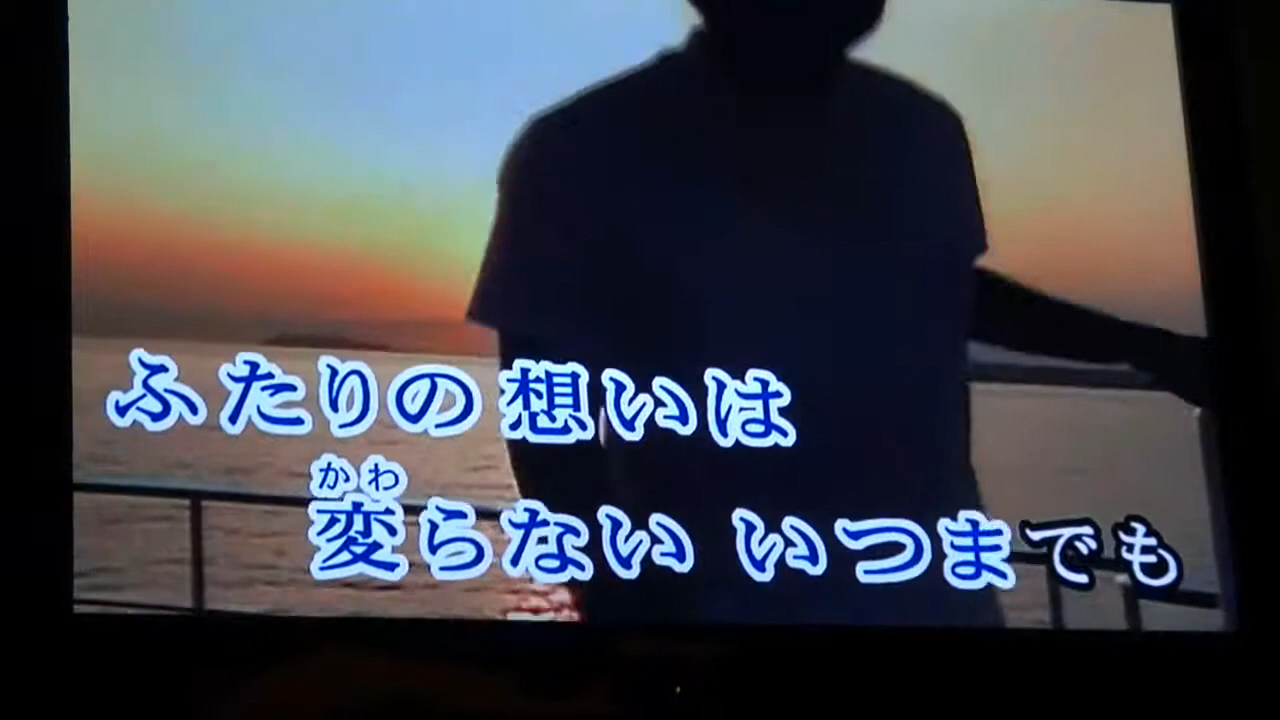 ふたりの想いは
かわ
変らない いつまでも